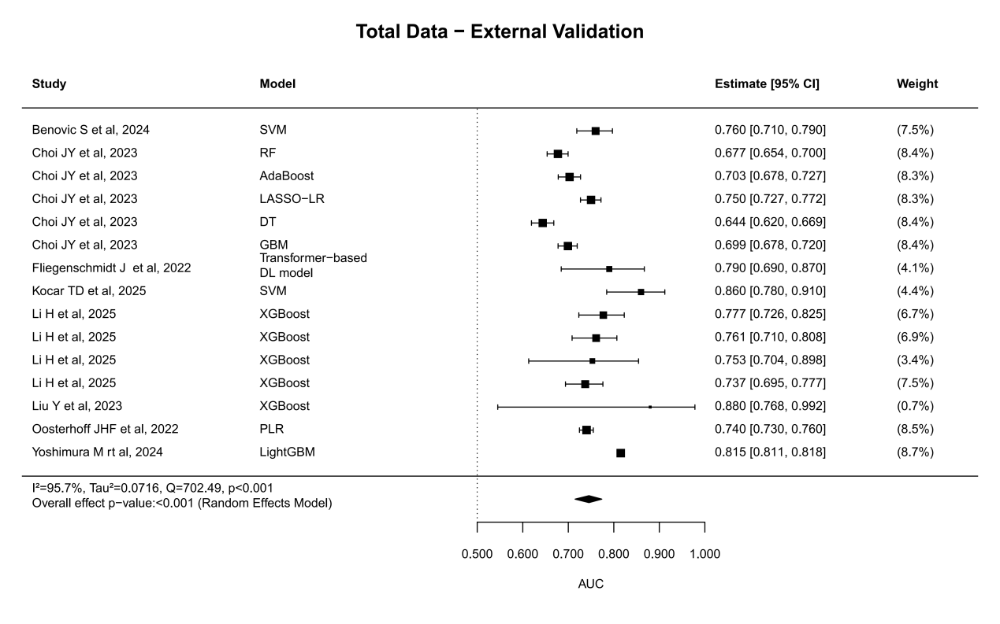 Total Data − External Validation
Study Model Estimate [95% CI] Weight
Benovic S et al, 2024 SVM 0.760 [0.710, 0.790] (7.5%)
Choi JY et al, 2023 RF 0.677 [0.654, 0.700] (8.4%)
Choi JY et al, 2023 AdaBoost 0.703 [0.678, 0.727] (8.3%)
Choi JY et al, 2023 LASSO−LR 0.750 [0.727, 0.772] (8.3%)
Choi JY et al, 2023 DT 0.644 [0.620, 0.669] (8.4%)
Choi JY et al, 2023 GBM 0.699 [0.678, 0.720] (8.4%)
Transformer−based
Fliegenschmidt J  et al, 2022 0.790 [0.690, 0.870] (4.1%)
DL model
Kocar TD et al, 2025 SVM 0.860 [0.780, 0.910] (4.4%)
Li H et al, 2025 XGBoost 0.777 [0.726, 0.825] (6.7%)
Li H et al, 2025 XGBoost 0.761 [0.710, 0.808] (6.9%)
Li H et al, 2025 XGBoost 0.753 [0.704, 0.898] (3.4%)
Li H et al, 2025 XGBoost 0.737 [0.695, 0.777] (7.5%)
Liu Y et al, 2023 XGBoost 0.880 [0.768, 0.992] (0.7%)
Oosterhoff JHF et al, 2022 PLR 0.740 [0.730, 0.760] (8.5%)
Yoshimura M rt al, 2024 LightGBM 0.815 [0.811, 0.818] (8.7%)
I²=95.7%, Tau²=0.0716, Q=702.49, p<0.001
Overall effect p−value:<0.001 (Random Effects Model)
0.500 0.600 0.700 0.800 0.900 1.000
AUC